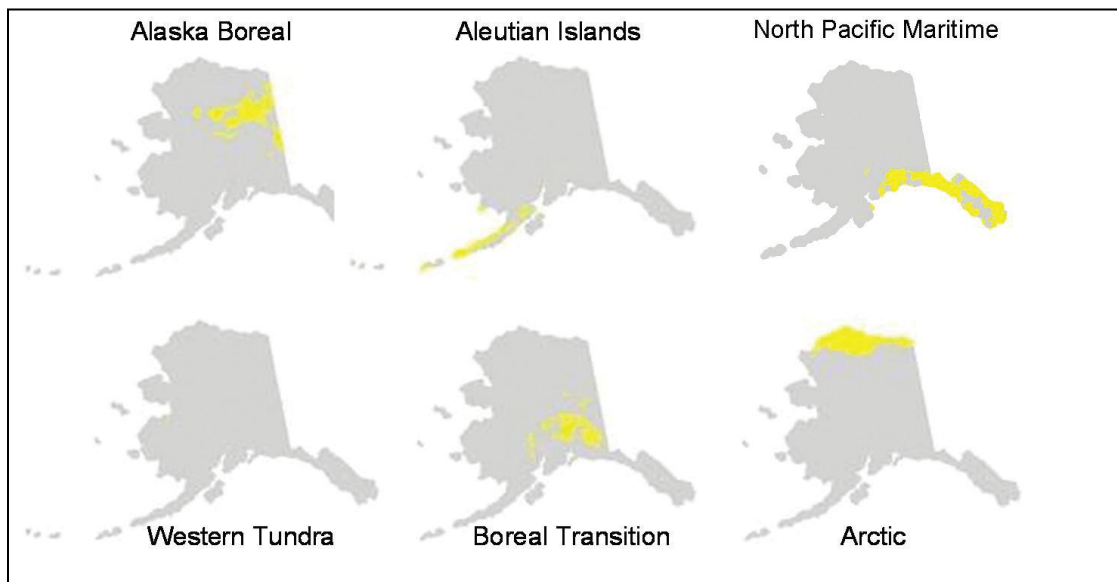 Alaska Boreal
Aleutian Islands
North Pacific Maritime
Western Tundra
Boreal Transition
Arctic